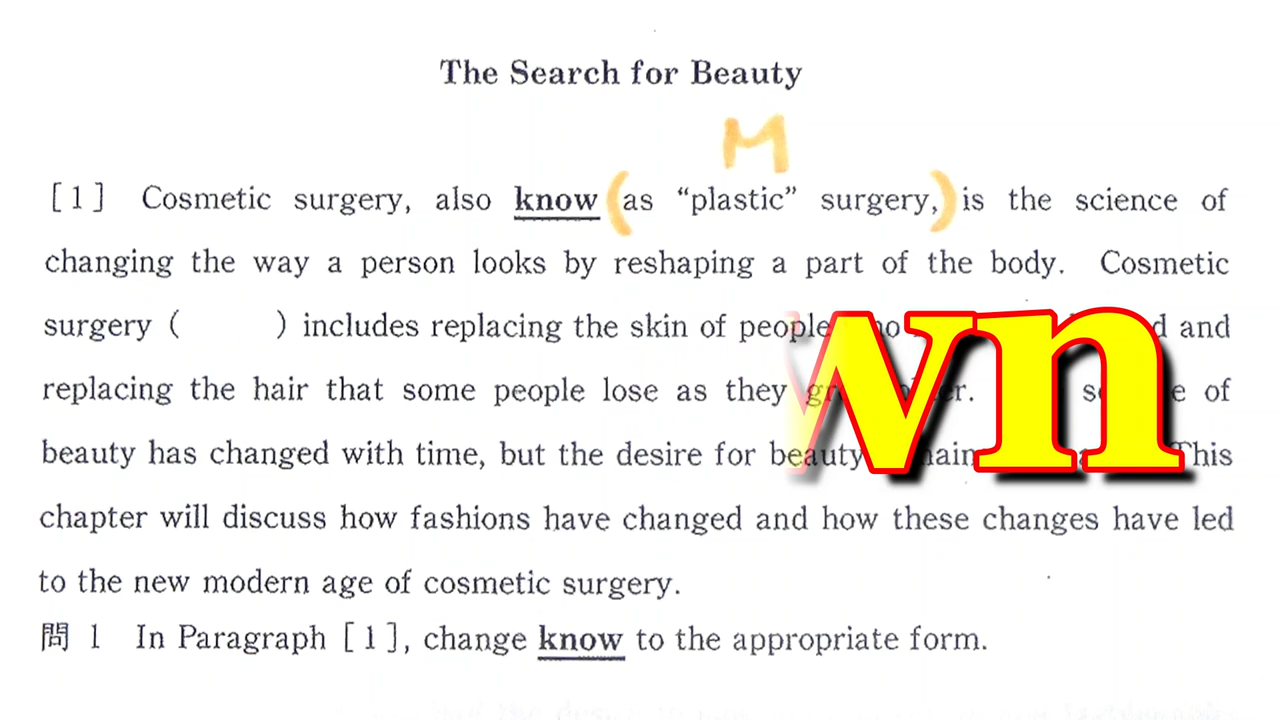 The Search for Beauty
M
[1] Cosmetic surgery, also know (as “plastic” surgery,) is the science of
changing the way a person looks by reshaping a part of the body. Cosmetic
surgery ( ) includes replacing the skin of people and
replacing the hair that some people lose as they of
beauty has changed with time, but the desire for beauty This
chapter will discuss how fashions have changed and how these changes have led
to the new modern age of cosmetic surgery.
問 1 In Paragraph [1], change know to the appropriate form.
wn